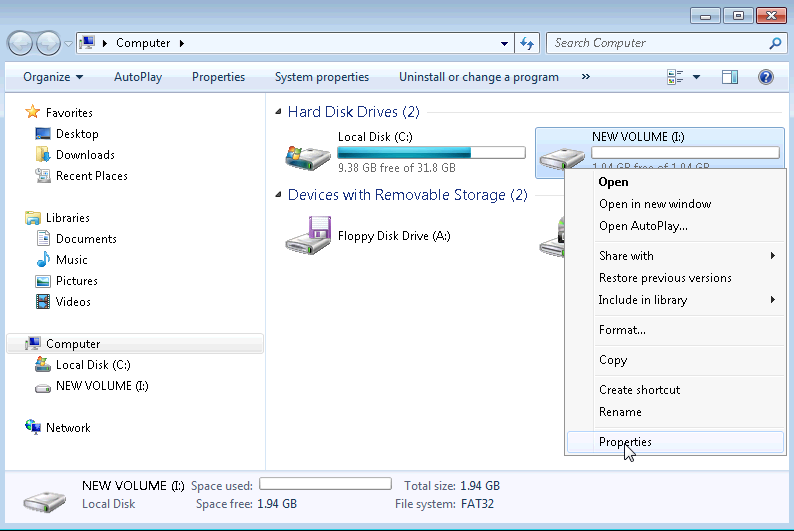 Computer
Search Computer
Organize
AutoPlay
Properties
System properties
Uninstall or change a program
»
Favorites
Desktop
Downloads
Recent Places
Libraries
Documents
Music
Pictures
Videos
Computer
Local Disk (C:)
NEW VOLUME (I:)
Network
Hard Disk Drives (2)
Local Disk (C:)
9.38 GB free of 31.8 GB
NEW VOLUME (I:)
1.94 GB free of 1.94 GB
Devices with Removable Storage (2)
Floppy Disk Drive (A:)
Open
Open in new window
Open AutoPlay...
Share with
Restore previous versions
Include in library
Format...
Copy
Create shortcut
Rename
Properties
NEW VOLUME (I:) Space used: Total size: 1.94 GB
Local Disk Space free: 1.94 GB File system: FAT32